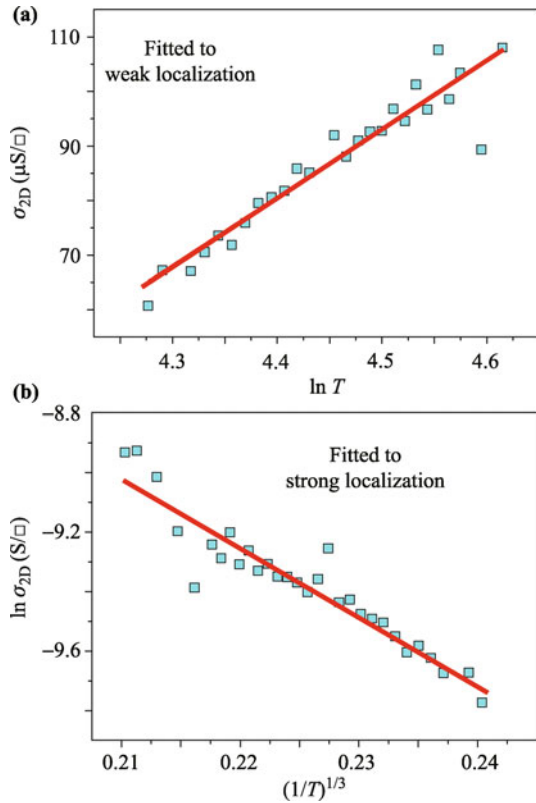 (a)
110
90
70
σ2D (µS/□)
Fitted to
weak localization
4.3 4.4 4.5 4.6
ln T
(b)
−8.8
−9.2
−9.6
ln σ2D (S/□)
Fitted to
strong localization
0.21 0.22 0.23 0.24
(1/T)^1/3